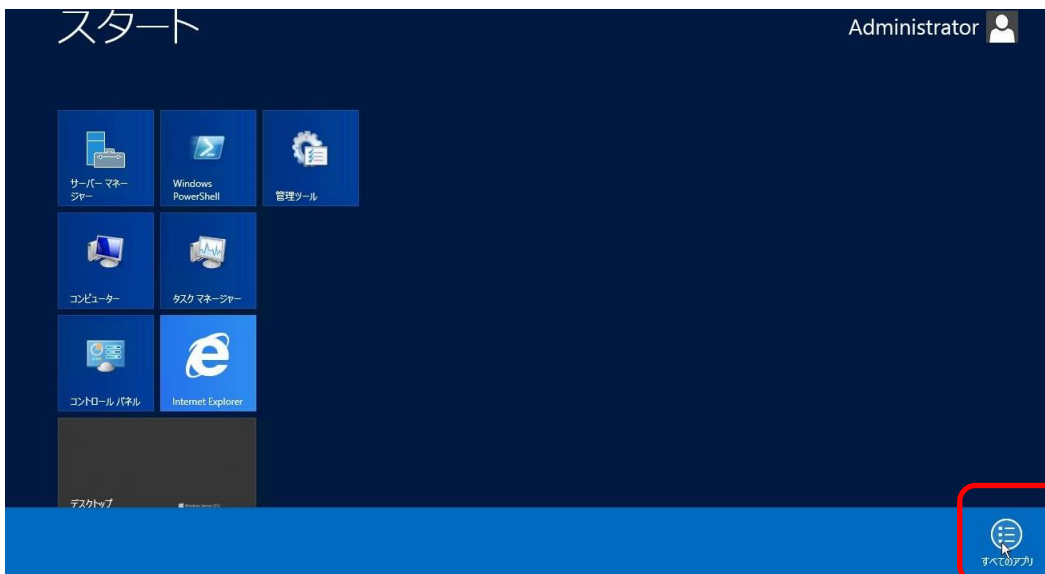 スタート
Administrator
サーバー マネー
ジャー
Windows
PowerShell
管理ツール
コンピューター
タスク マネージャー
コントロール パネル
Internet Explorer
デスクトップ
すべてのアプリ